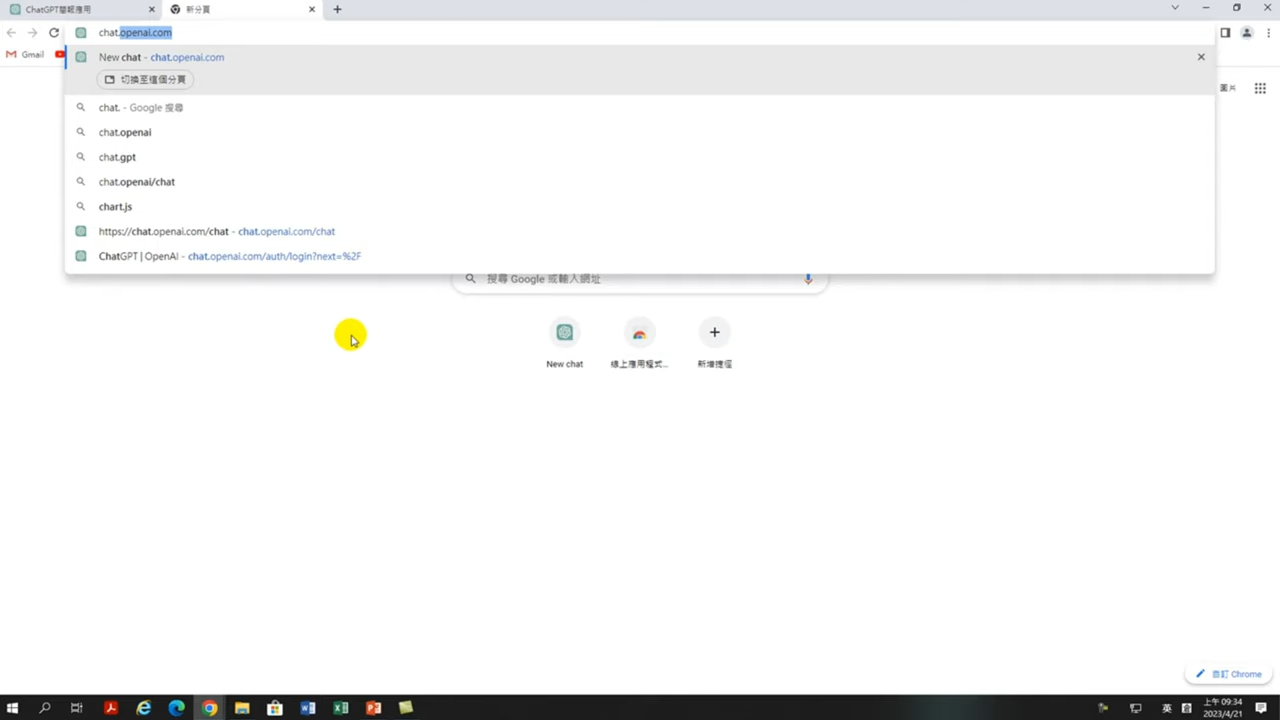 ChatGPT簡報應用
新分頁
chat.openai.com
Gmail
New chat - chat.openai.com
切換至這個分頁
chat. - Google 搜尋
chat.openai
chat.gpt
chat.openai/chat
chart.js
https://chat.openai.com/chat - chat.openai.com/chat
ChatGPT | OpenAI - chat.openai.com/auth/login?next=%2F
圖片
搜尋 Google 或輸入網址
New chat
線上應用程式...
新增捷徑
自訂 Chrome
英
上午 09:34
2023/4/21